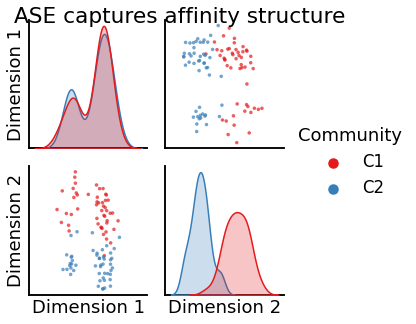 ASE captures affinity structure
Dimension 1
Community
C1
C2
Dimension 2
Dimension 1
Dimension 2